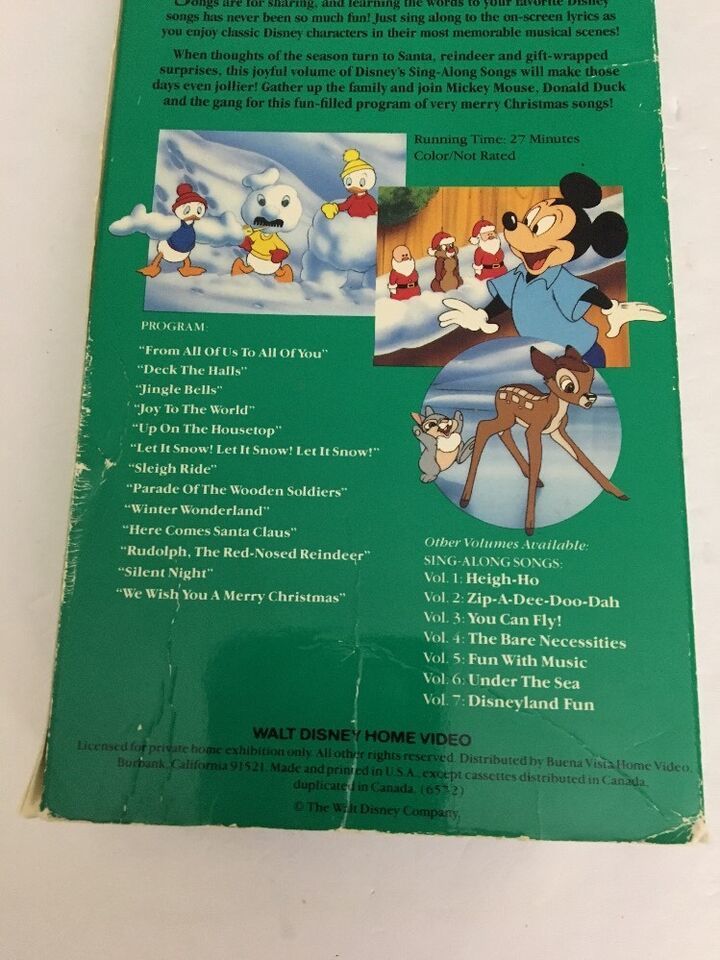 Songs are for sharing, and learning the words to your favorite Disney
songs has never been so much fun! Just sing along to the on-screen lyrics as
you enjoy classic Disney characters in their most memorable musical scenes!
When thoughts of the season turn to Santa, reindeer and gift-wrapped
surprises, this joyful volume of Disney's Sing-Along Songs will make those
days even jollier! Gather up the family and join Mickey Mouse, Donald Duck
and the gang for this fun-filled program of very merry Christmas songs!
Running Time: 27 Minutes
Color/Not Rated
PROGRAM:
"From All Of Us To All Of You"
"Deck The Halls"
"Jingle Bells"
"Joy To The World"
"Up On The Housetop"
"Let It Snow! Let It Snow! Let It Snow!"
"Sleigh Ride"
"Parade Of The Wooden Soldiers"
"Winter Wonderland"
"Here Comes Santa Claus"
"Rudolph, The Red-Nosed Reindeer"
"Silent Night"
"We Wish You A Merry Christmas"
Other Volumes Available:
SING-ALONG SONGS:
Vol. 1: Heigh-Ho
Vol. 2: Zip-A-Dee-Doo-Dah
Vol. 3: You Can Fly!
Vol. 4: The Bare Necessities
Vol. 5: Fun With Music
Vol. 6: Under The Sea
Vol. 7: Disneyland Fun
WALT DISNEY HOME VIDEO
Licensed for private home exhibition only. All other rights reserved. Distributed by Buena Vista Home Video,
Burbank, California 91521. Made and printed in U.S.A., except cassettes distributed in Canada,
duplicated in Canada.
© The Walt Disney Company.